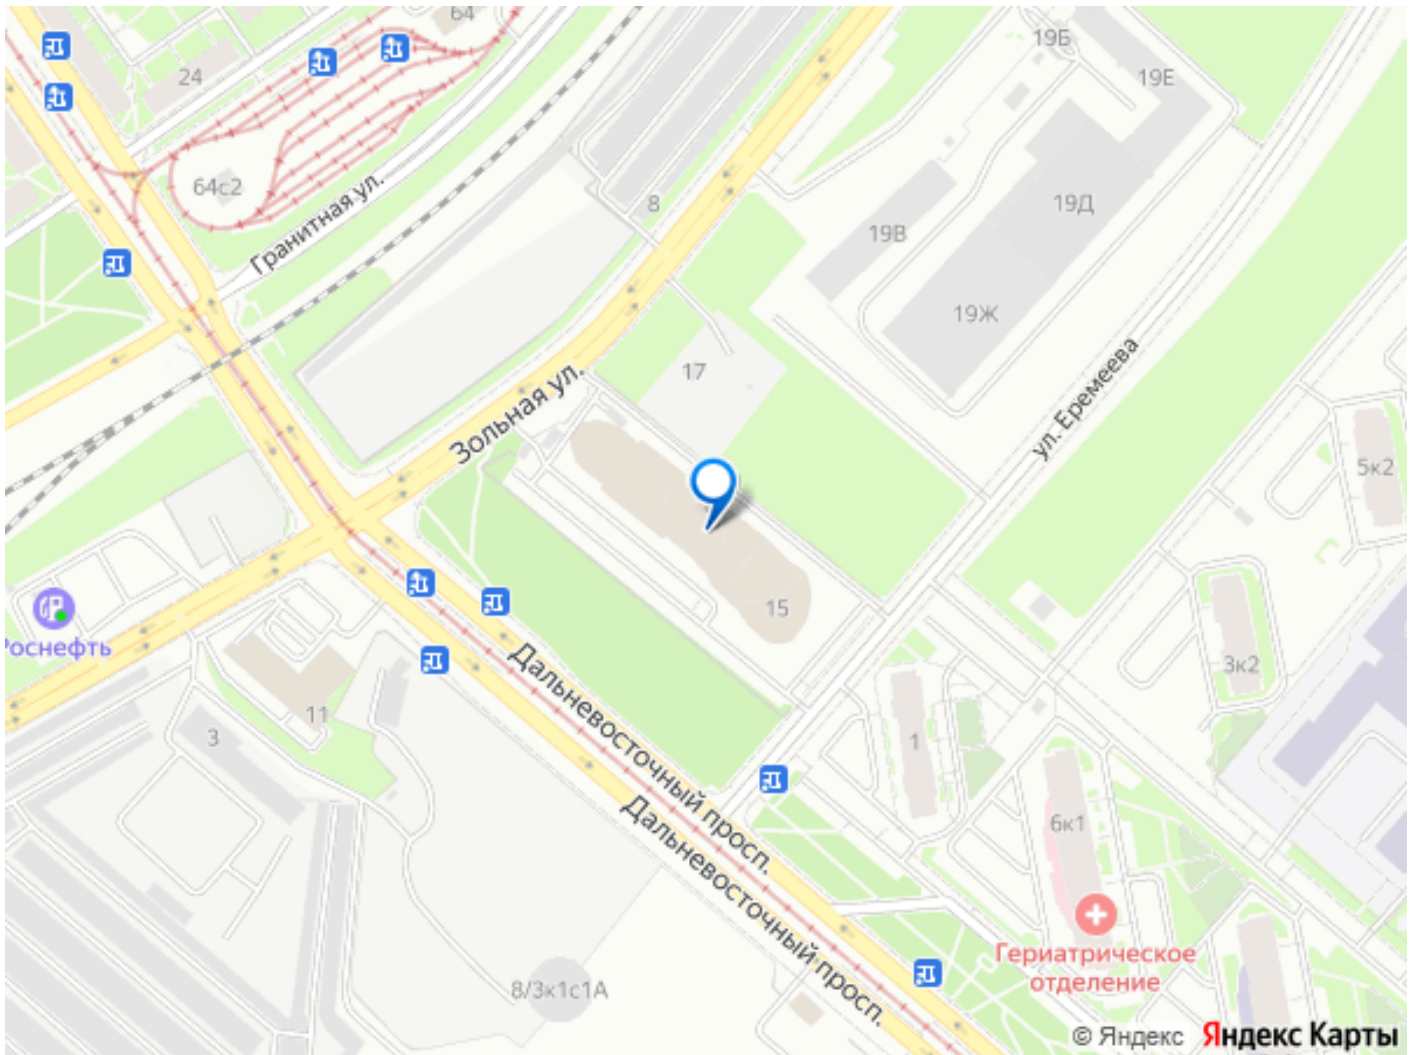 64
19Б
24
19Е
64с2
Гранитная ул.
8
19В
19Д
19Ж
17
ул. Еремеева
Зольная ул.
5к2
15
Роснефть
3к2
11
3
1
Дальневосточный просп.
Дальневосточный просп.
6к1
Гериатрическое
отделение
8/3к1с1А
© Яндекс Яндекс Карты